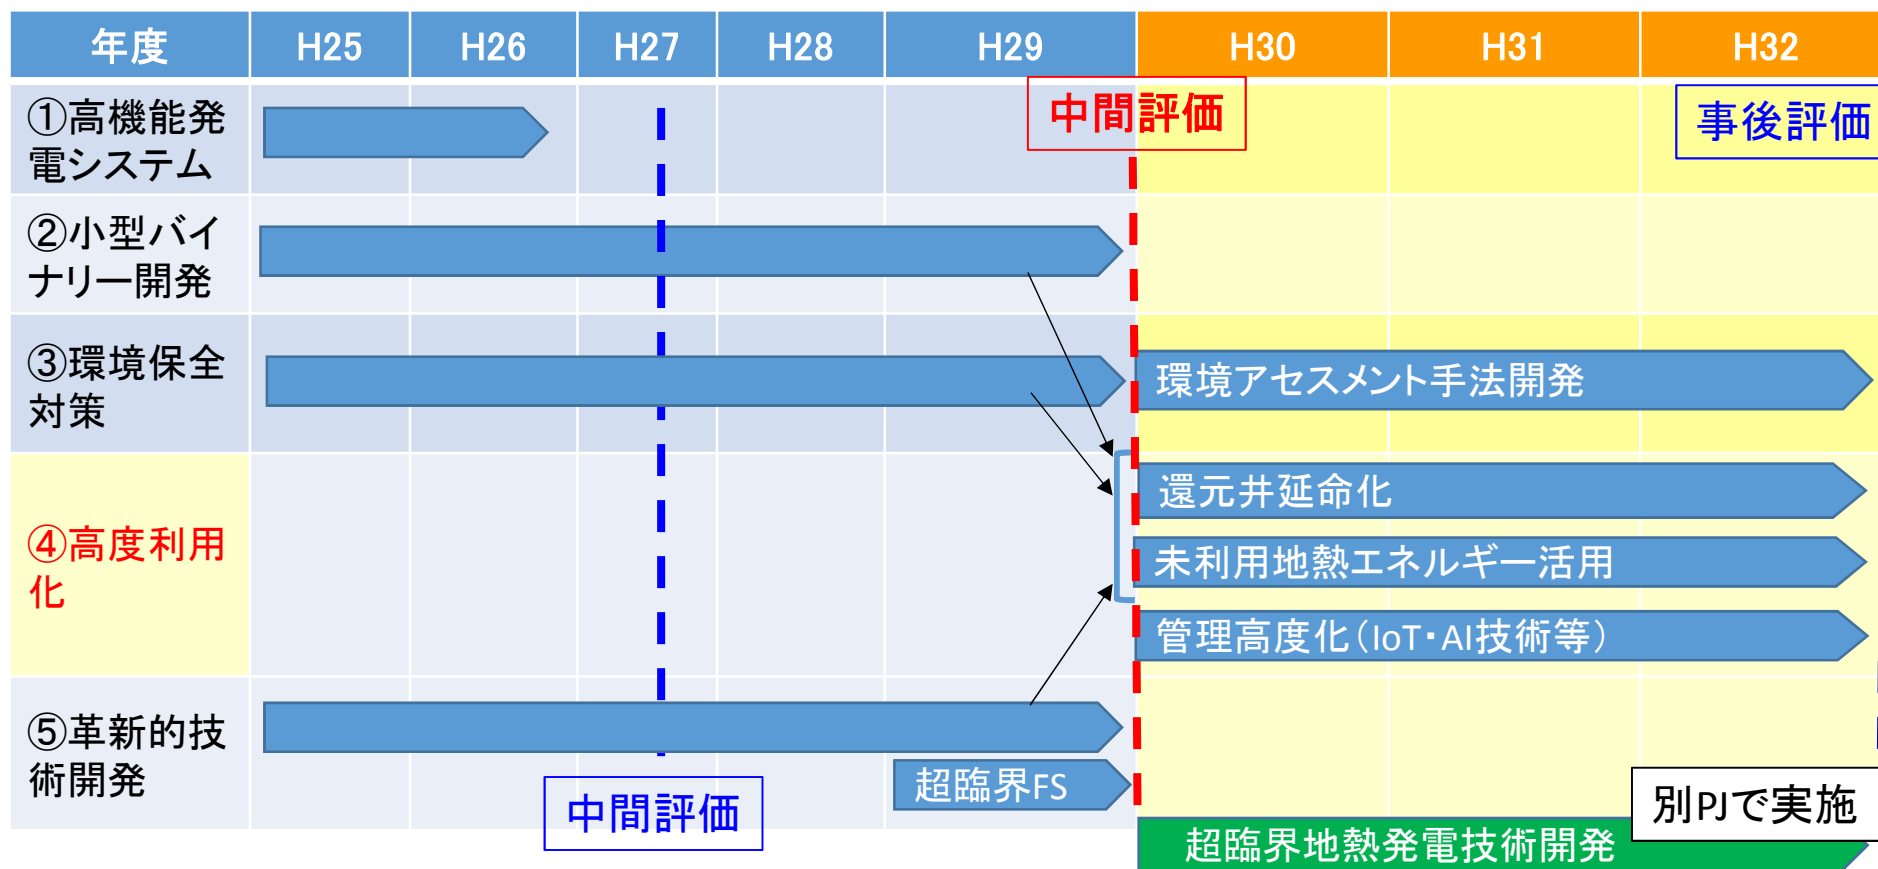 年度 H25 H26 H27 H28 H29 H30 H31 H32
中間評価
事後評価
①高機能発
電システム
②小型バイ
ナリー開発
③環境保全
対策
環境アセスメント手法開発
④高度利用
化
還元井延命化
未利用地熱エネルギー活用
管理高度化（IoT・AI技術等）
⑤革新的技
術開発
超臨界FS
中間評価
別PJで実施
超臨界地熱発電技術開発